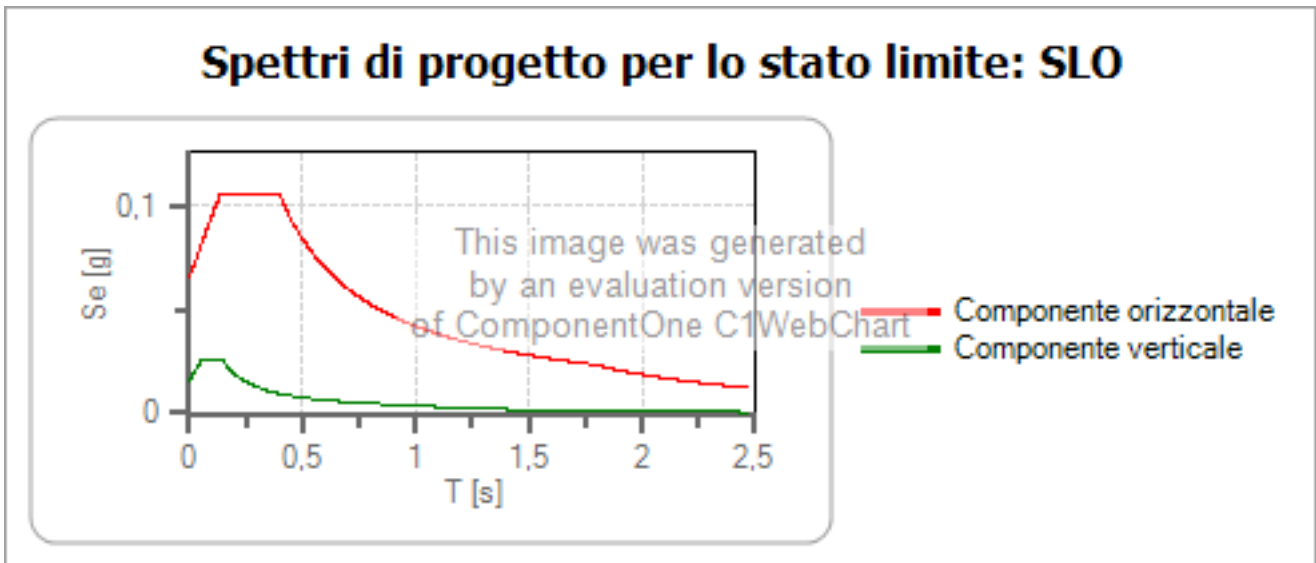 Spettri di progetto per lo stato limite: SLO
0,1
Se [g]
0
0
0,5
1
1,5
2
2,5
T [s]
This image was generated
by an evaluation version
of ComponentOne C1WebChart
Componente orizzontale
Componente verticale